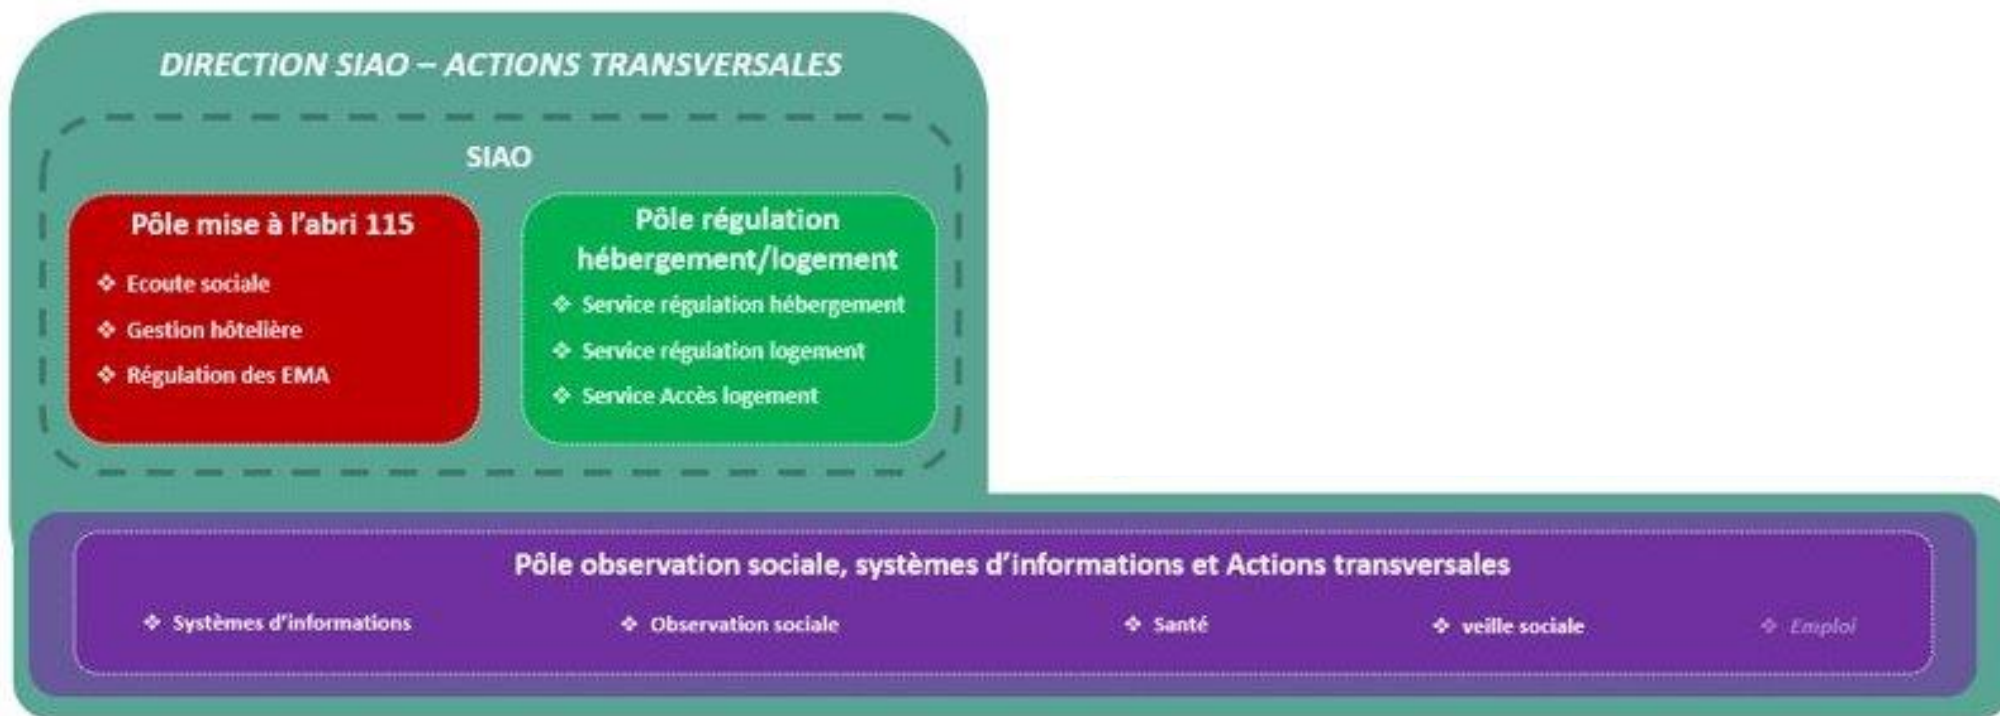 DIRECTION SIAO – ACTIONS TRANSVERSALES
SIAO
Pôle mise à l'abri 115
❖ Ecoute sociale
❖ Gestion hôtelière
❖ Régulation des EMA
Pôle régulation
hébergement/logement
❖ Service régulation hébergement
❖ Service régulation logement
❖ Service Accès logement
Pôle observation sociale, systèmes d'informations et Actions transversales
❖ Systèmes d'informations ❖ Observation sociale ❖ Santé ❖ veille sociale ❖ Emploi